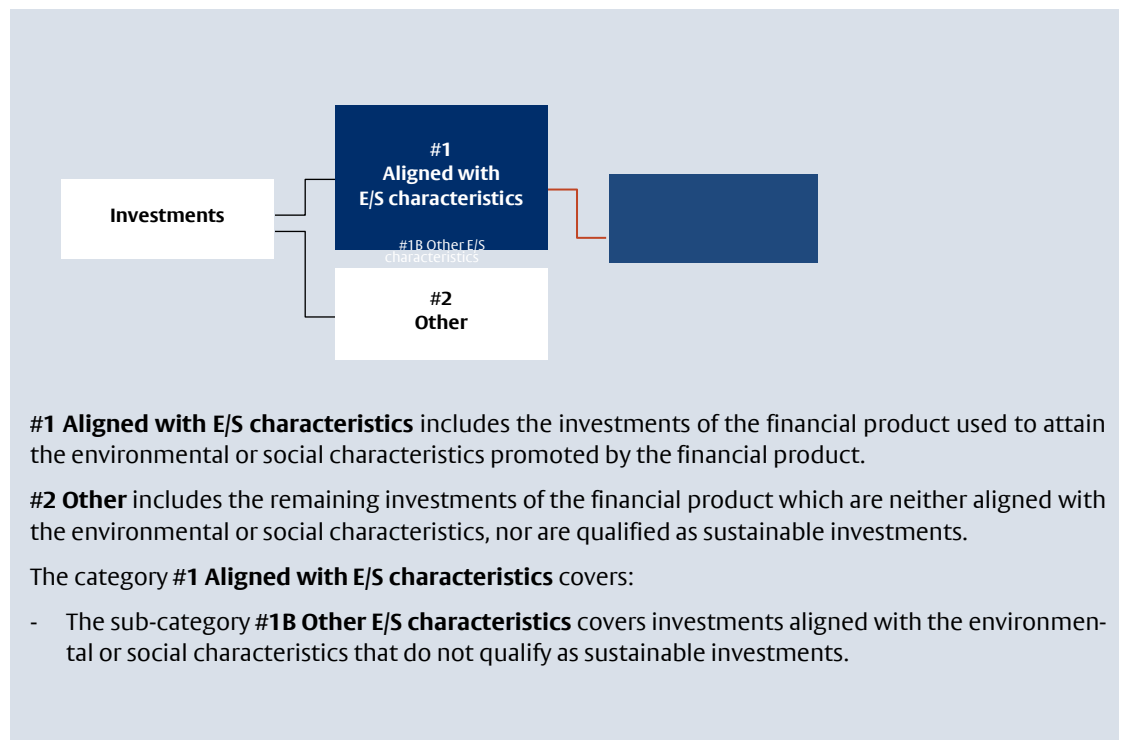 #1
Aligned with
E/S characteristics
Investments
#1B Other E/S
characteristics
#2
Other
#1 Aligned with E/S characteristics includes the investments of the financial product used to attain
the environmental or social characteristics promoted by the financial product.
#2 Other includes the remaining investments of the financial product which are neither aligned with
the environmental or social characteristics, nor are qualified as sustainable investments.
The category #1 Aligned with E/S characteristics covers:
- The sub-category #1B Other E/S characteristics covers investments aligned with the environmen-
tal or social characteristics that do not qualify as sustainable investments.